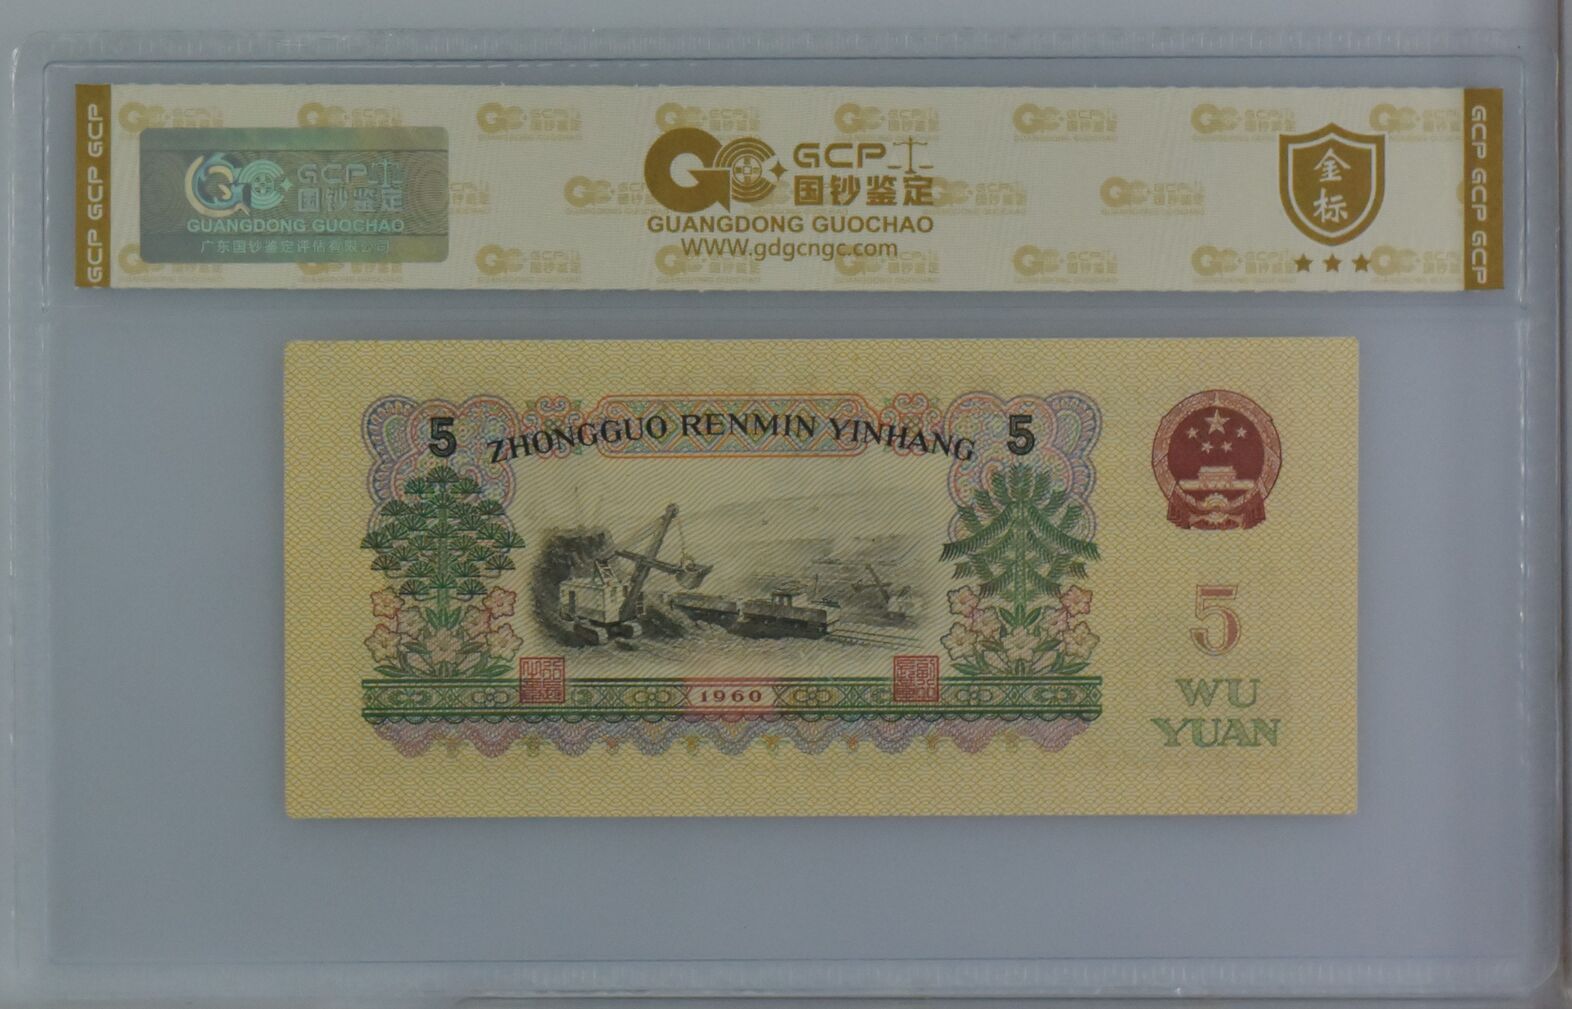 GCP GCP GCP
GCP
国钞鉴定
GUANGDONG GUOCHAO
广东国钞鉴定评估有限公司
GCP
国钞鉴定
GUANGDONG GUOCHAO
WWW.gdgcngc.com
金
标
GCP GCP GCP
5 ZHONGGUO RENMIN YINHANG 5
5
WU
YUAN
1960